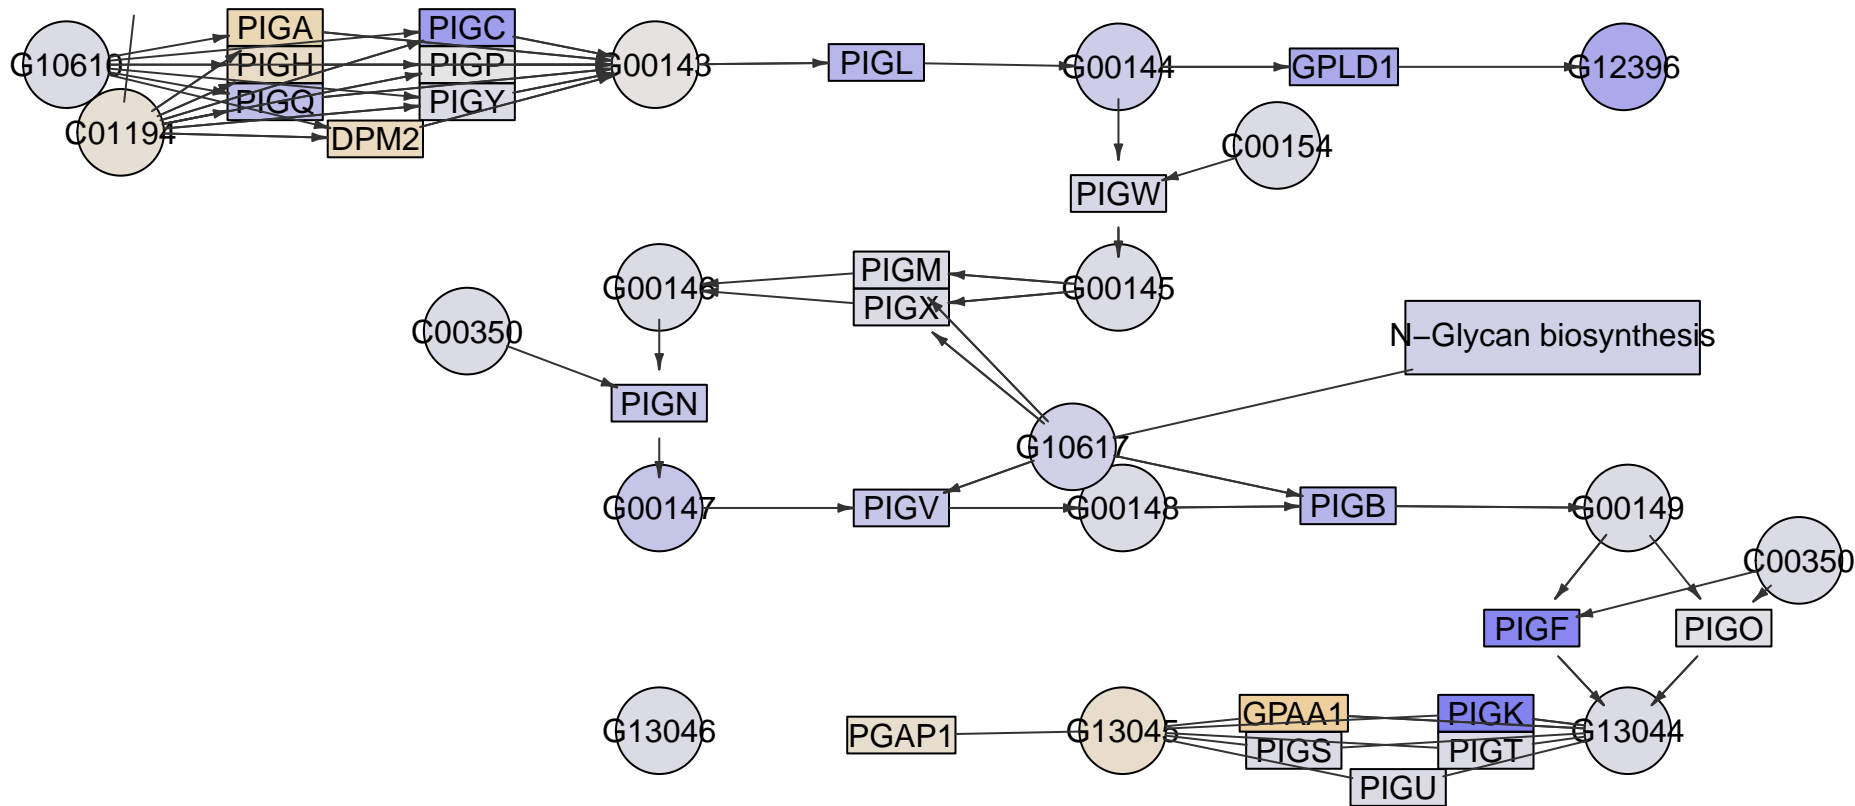 PIGA
PIGC
G10610
PIGH
PIGP
G00143
PIGL
G00144
GPLD1
G12396
PIGQ
PIGY
C01194
DPM2
C00154
PIGW
PIGM
G00146
G00145
PIGX
C00350
N−Glycan biosynthesis
PIGN
G10617
G00147
PIGV
G00148
PIGB
G00149
C00350
PIGF
PIGO
GPAA1
PIGK
G13046
PGAP1
G13045
G13044
PIGS
PIGT
PIGU